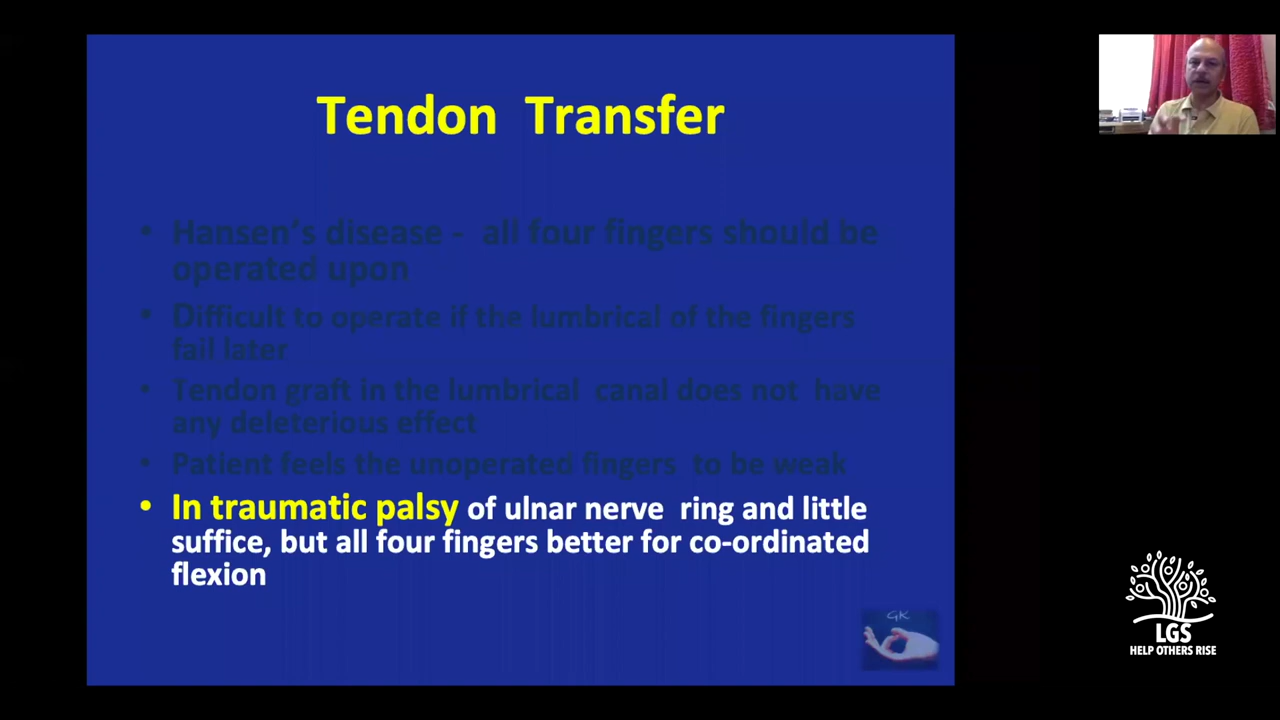 Tendon Transfer
• Hansen's disease - all four fingers should be
operated upon
• Difficult to operate if the lumbrical of the fingers
fail later
• Tendon graft in the lumbrical canal does not have
any deleterious effect
• Patient feels the unoperated fingers to be weak
• In traumatic palsy of ulnar nerve ring and little
suffice, but all four fingers better for co-ordinated
flexion
GK
LGS
HELP OTHERS RISE